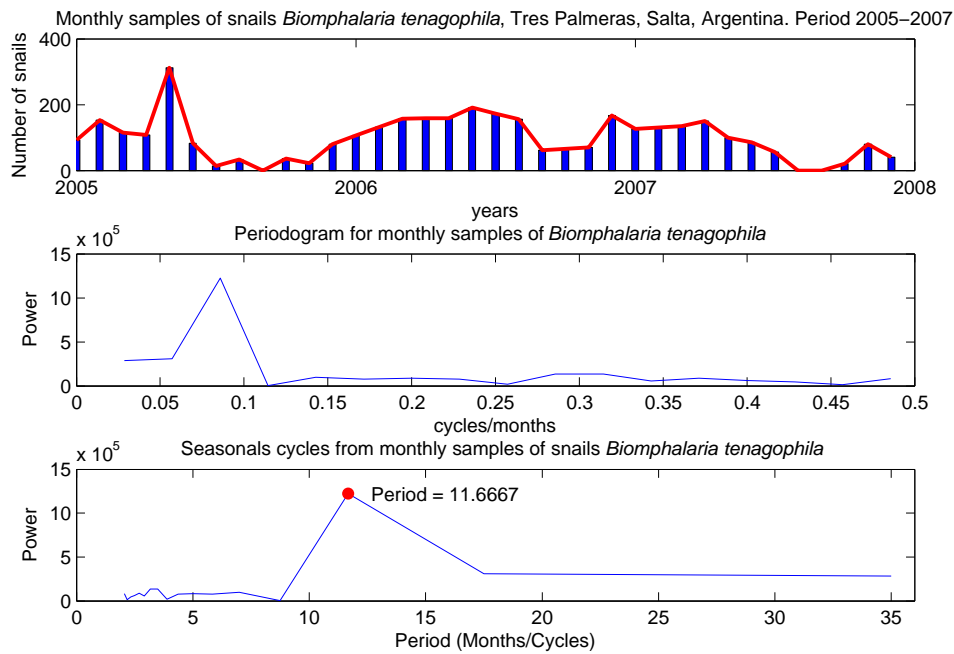 Monthly samples of snails Biomphalaria tenagophila, Tres Palmeras, Salta, Argentina. Period 2005−2007
400
200
0
Number of snails
2005 2006 2007 2008
years
x 10^5
Periodogram for monthly samples of Biomphalaria tenagophila
15
10
5
0
Power
0 0.05 0.1 0.15 0.2 0.25 0.3 0.35 0.4 0.45 0.5
cycles/months
x 10^5
Seasonals cycles from monthly samples of snails Biomphalaria tenagophila
15
10
5
0
Power
Period = 11.6667
0 5 10 15 20 25 30 35
Period (Months/Cycles)